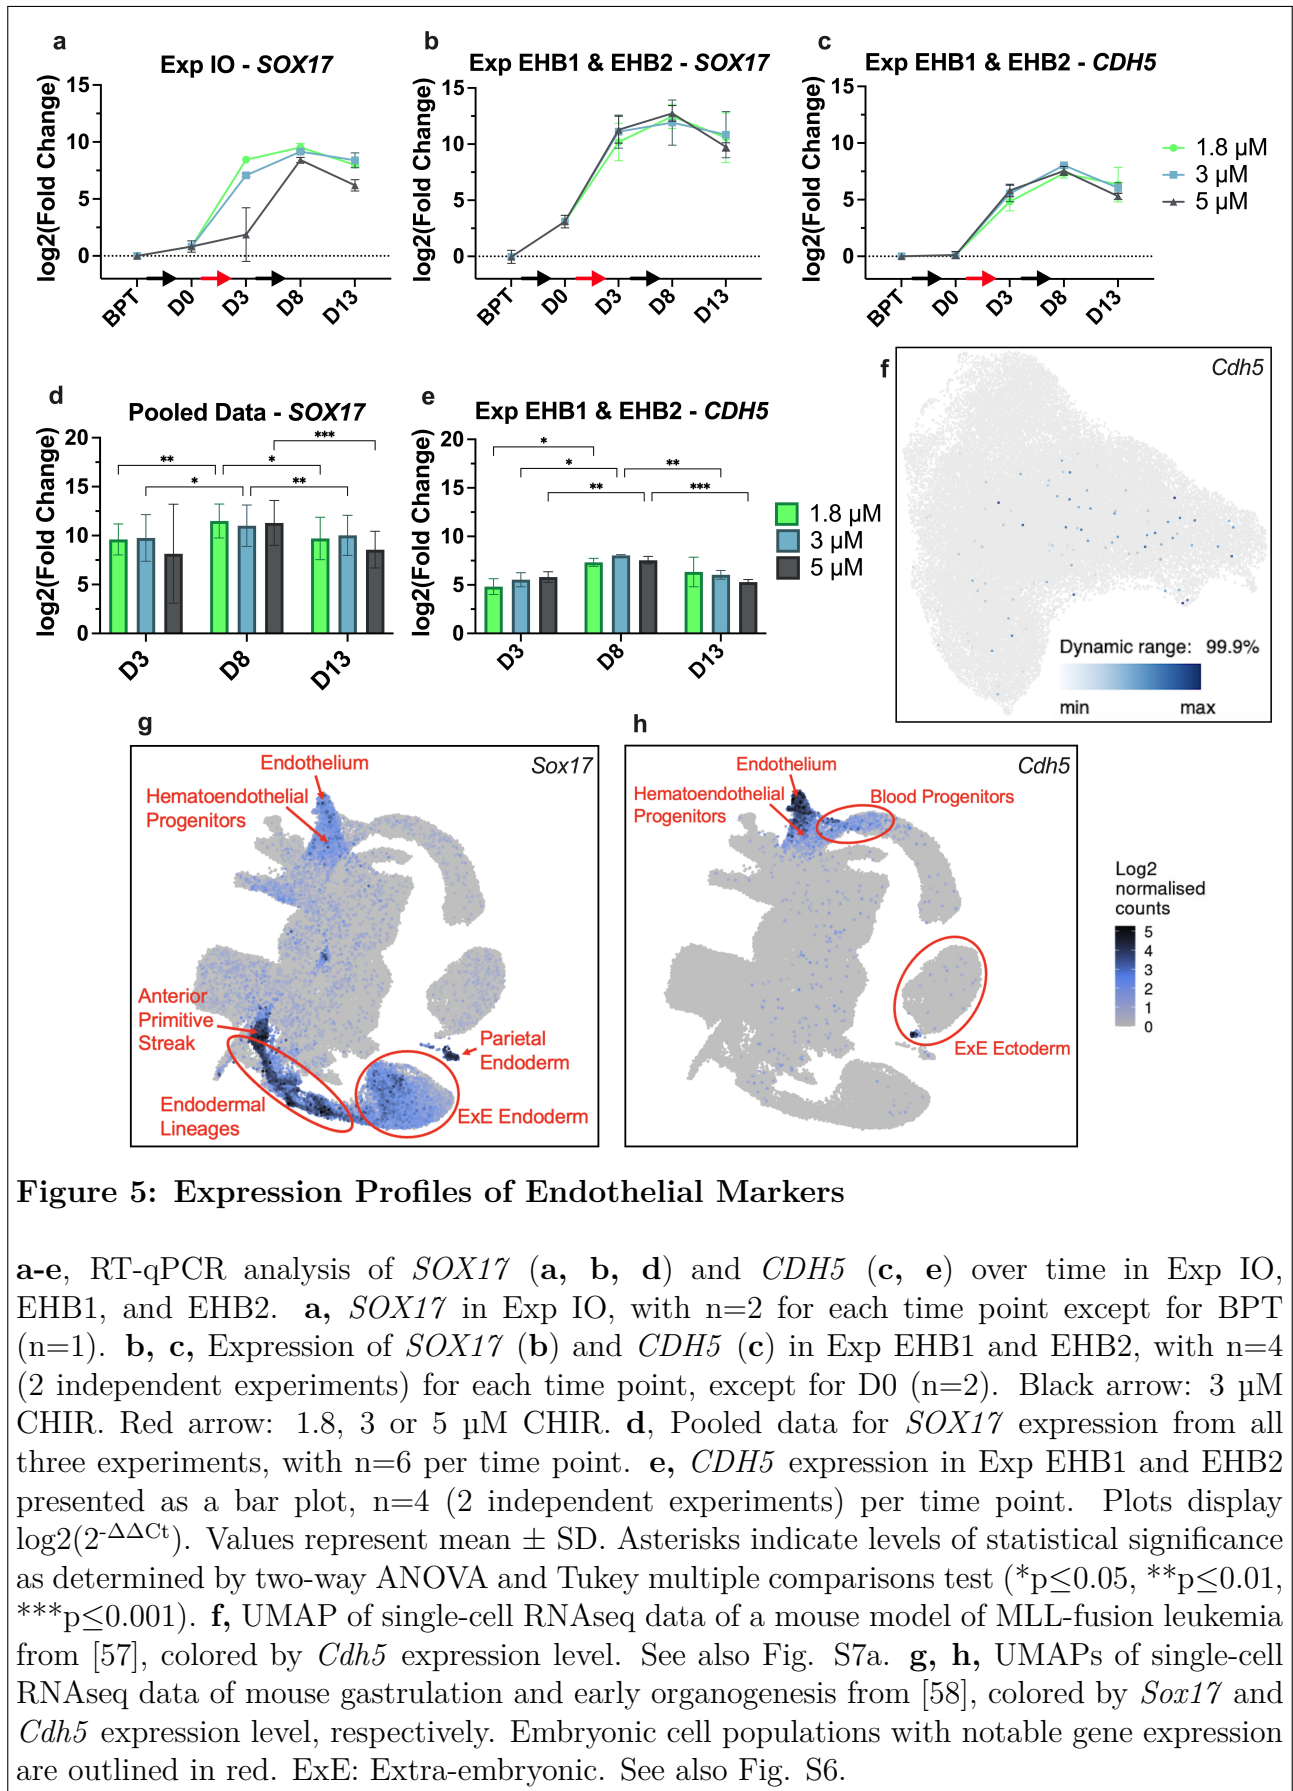 a
Exp IO - SOX17
log2(Fold Change)
15
10
5
0
BPT
D0
D3
D8
D13
b
Exp EHB1 & EHB2 - SOX17
log2(Fold Change)
15
10
5
0
BPT
D0
D3
D8
D13
c
Exp EHB1 & EHB2 - CDH5
log2(Fold Change)
15
10
5
0
BPT
D0
D3
D8
D13
1.8 µM
3 µM
5 µM
d
Pooled Data - SOX17
log2(Fold Change)
20
15
10
5
0
***
** *
* **
D3
D8
D13
e
Exp EHB1 & EHB2 - CDH5
log2(Fold Change)
20
15
10
5
0
*
* **
** ***
D3
D8
D13
1.8 µM
3 µM
5 µM
f
Cdh5
Dynamic range: 99.9%
min max
g
Sox17
Endothelium
Hematoendothelial
Progenitors
Anterior
Primitive
Streak
Parietal
Endoderm
Endodermal
Lineages
ExE Endoderm
h
Cdh5
Endothelium
Hematoendothelial
Progenitors
Blood Progenitors
ExE Ectoderm
Log2
normalised
counts
5
4
3
2
1
0
Figure 5: Expression Profiles of Endothelial Markers
a-e, RT-qPCR analysis of SOX17 (a, b, d) and CDH5 (c, e) over time in Exp IO,
EHB1, and EHB2. a, SOX17 in Exp IO, with n=2 for each time point except for BPT
(n=1). b, c, Expression of SOX17 (b) and CDH5 (c) in Exp EHB1 and EHB2, with n=4
(2 independent experiments) for each time point, except for D0 (n=2). Black arrow: 3 µM
CHIR. Red arrow: 1.8, 3 or 5 µM CHIR. d, Pooled data for SOX17 expression from all
three experiments, with n=6 per time point. e, CDH5 expression in Exp EHB1 and EHB2
presented as a bar plot, n=4 (2 independent experiments) per time point. Plots display
log2(2-ΔΔCt). Values represent mean ± SD. Asterisks indicate levels of statistical significance
as determined by two-way ANOVA and Tukey multiple comparisons test (*p≤0.05, **p≤0.01,
***p≤0.001). f, UMAP of single-cell RNAseq data of a mouse model of MLL-fusion leukemia
from [57], colored by Cdh5 expression level. See also Fig. S7a. g, h, UMAPs of single-cell
RNAseq data of mouse gastrulation and early organogenesis from [58], colored by Sox17 and
Cdh5 expression level, respectively. Embryonic cell populations with notable gene expression
are outlined in red. ExE: Extra-embryonic. See also Fig. S6.